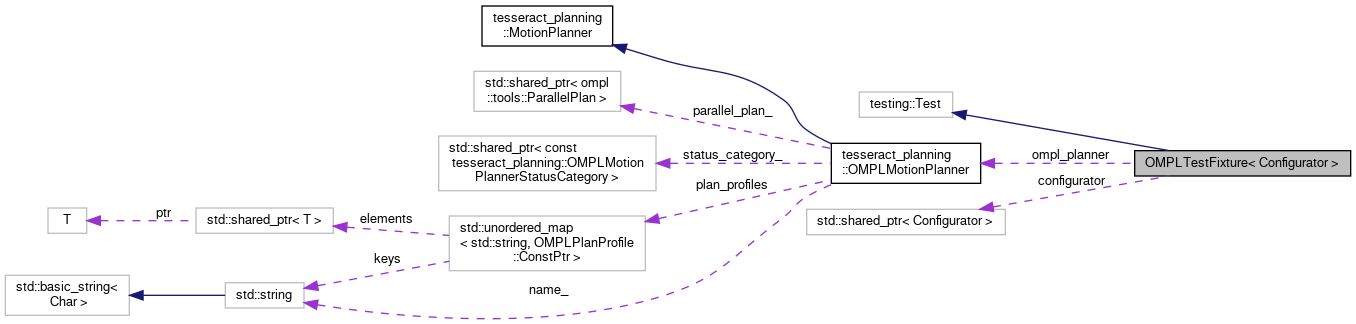 tesseract_planning
::MotionPlanner
std::shared_ptr< ompl
::tools::ParallelPlan >
testing::Test
parallel_plan_
std::shared_ptr< const
tesseract_planning::OMPLMotion
PlannerStatusCategory >
status_category_
tesseract_planning
::OMPLMotionPlanner
ompl_planner
OMPLTestFixture< Configurator >
configurator
plan_profiles
T
ptr
std::shared_ptr< T >
elements
std::unordered_map
< std::string, OMPLPlanProfile
::ConstPtr >
std::shared_ptr< Configurator >
keys
std::basic_string<
Char >
std::string
name_